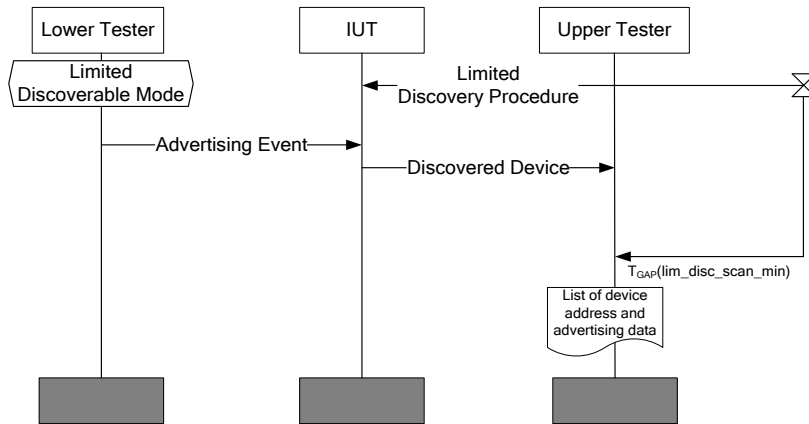 Lower Tester
IUT
Upper Tester
Limited
Discoverable Mode
Limited
Discovery Procedure
Advertising Event
Discovered Device
TGAP(lim_disc_scan_min)
List of device
address and
advertising data